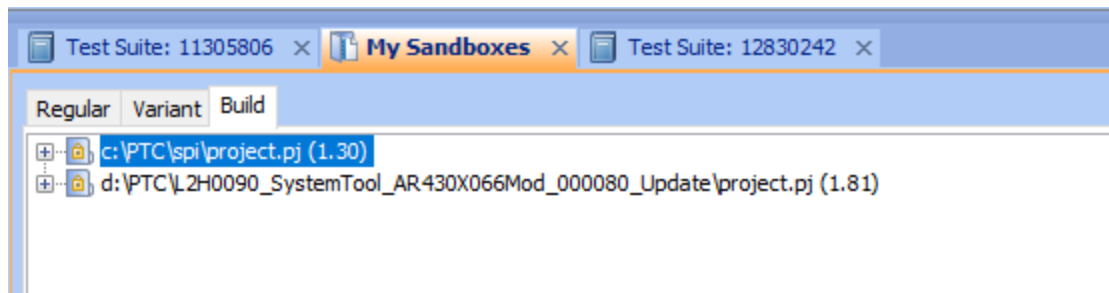 Test Suite: 11305806 My Sandboxes Test Suite: 12830242
Regular Variant Build
c:\PTC\spi\project.pj (1.30)
d:\PTC\L2H0090_SystemTool_AR430X066Mod_000080_Update\project.pj (1.81)